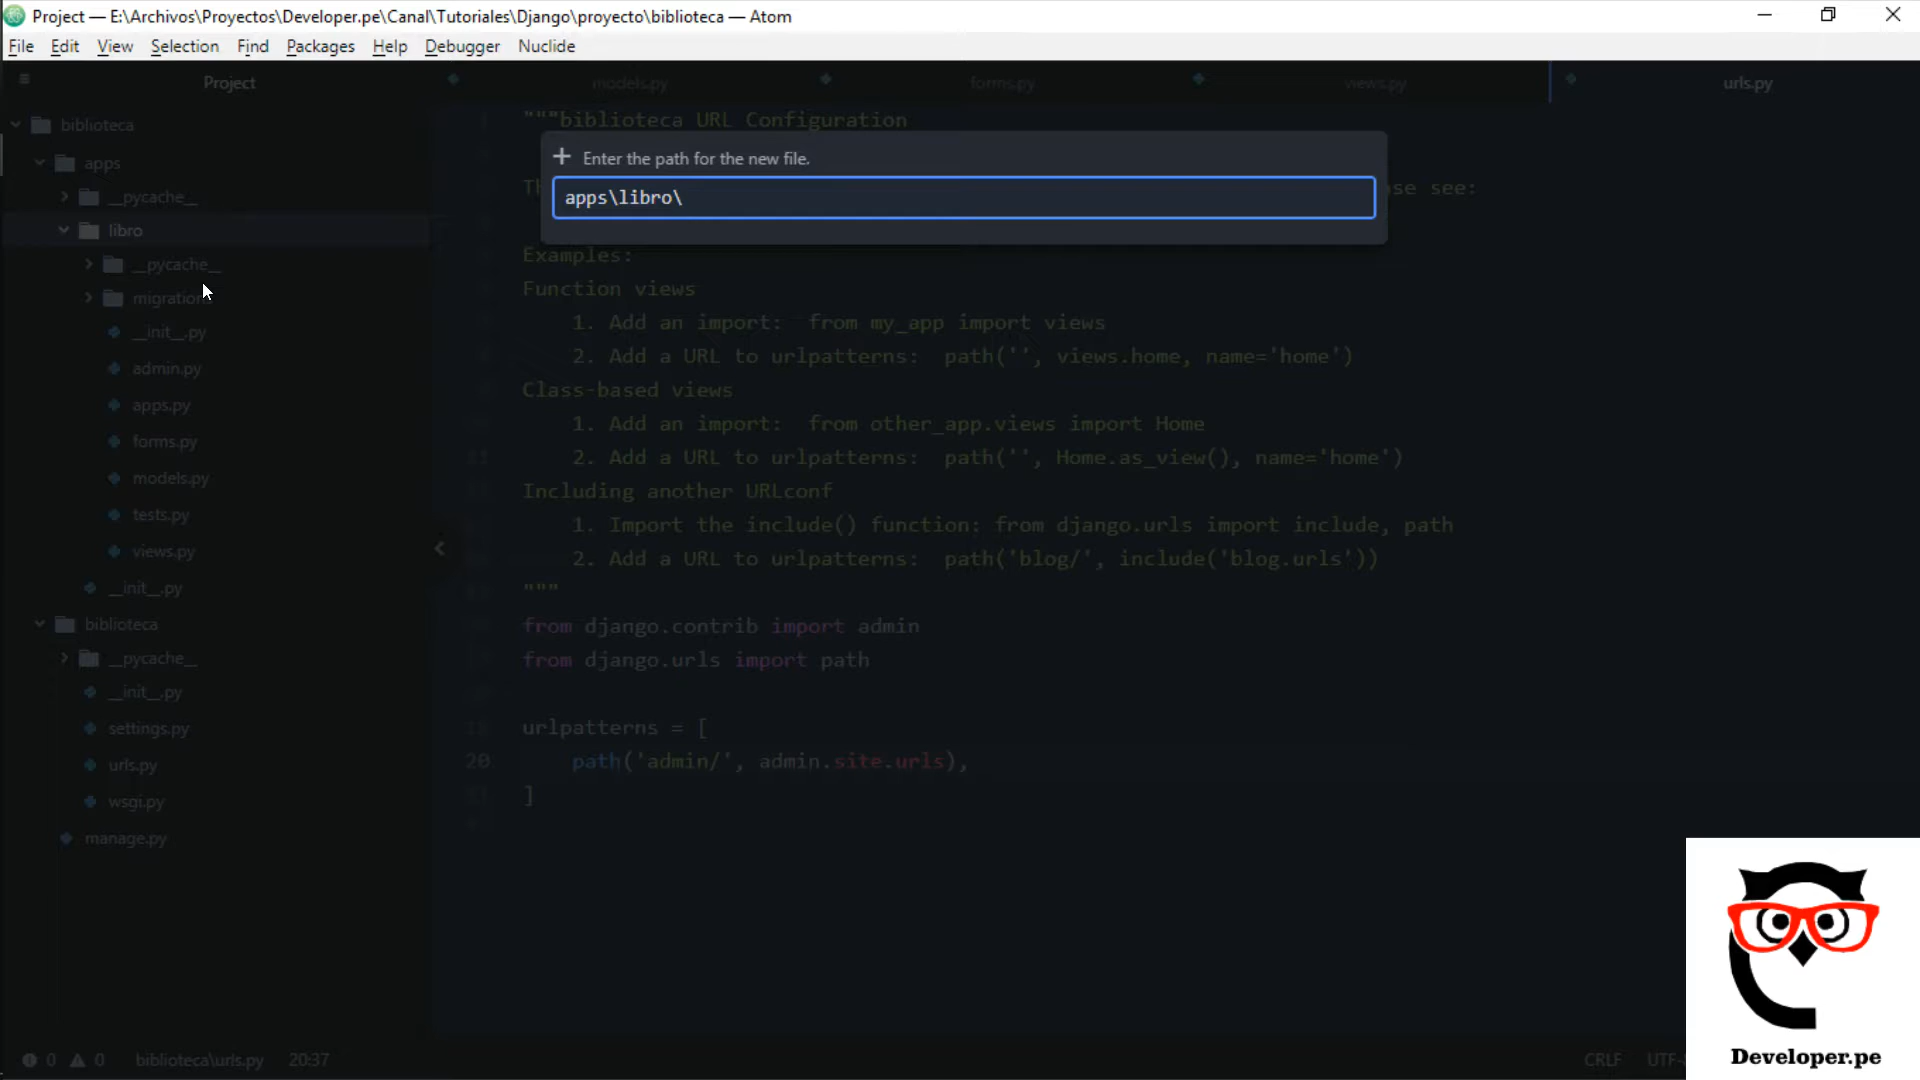 Project — E:\Archivos\Proyectos\Developer.pe\Canal\Tutoriales\Django\proyecto\biblioteca — Atom
File Edit View Selection Find Packages Help Debugger Nuclide
Project
models.py
forms.py
views.py
urls.py
biblioteca
apps
__pycache__
libro
__pycache__
migration
__init__.py
admin.py
apps.py
forms.py
models.py
tests.py
views.py
__init__.py
biblioteca
__pycache__
__init__.py
settings.py
urls.py
wsgi.py
manage.py
"""biblioteca URL Configuration
Enter the path for the new file.
apps\libro\
se see:
Examples:
Function views
1. Add an import:  from my_app import views
2. Add a URL to urlpatterns:  path('', views.home, name='home')
Class-based views
1. Add an import:  from other_app.views import Home
2. Add a URL to urlpatterns:  path('', Home.as_view(), name='home')
Including another URLconf
1. Import the include() function: from django.urls import include, path
2. Add a URL to urlpatterns:  path('blog/', include('blog.urls'))
"""
from django.contrib import admin
from django.urls import path
urlpatterns = [
20 path('admin/', admin.site.urls),
]
0 0 biblioteca\urls.py 20:37
CRLF UTF-
Developer.pe